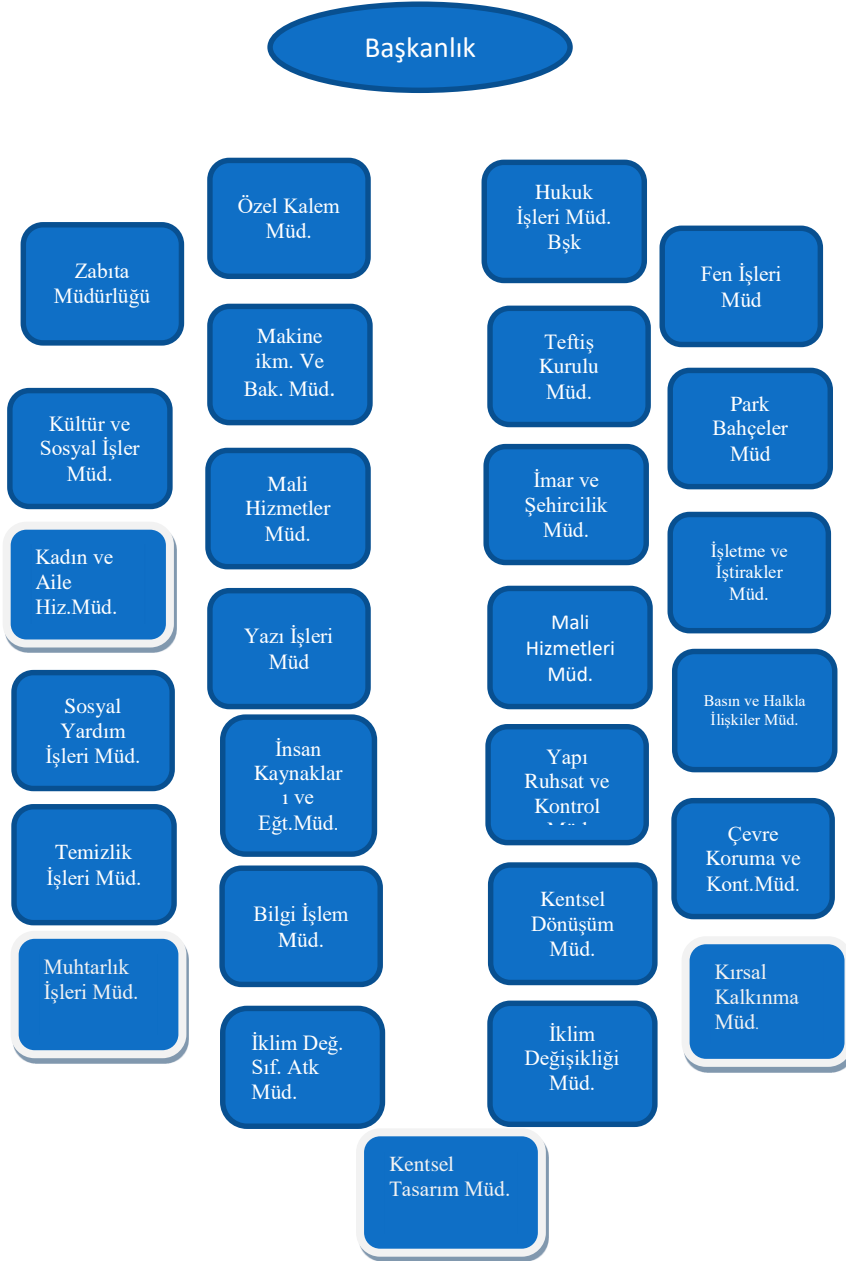 Başkanlık
Özel Kalem
Müd.
Hukuk
İşleri Müd.
Bşk
Zabıta
Müdürlüğü
Fen İşleri
Müd
Makine
ikm. Ve
Bak. Müd.
Teftiş
Kurulu
Müd.
Kültür ve
Sosyal İşler
Müd.
Park
Bahçeler
Müd
Mali
Hizmetler
Müd.
İmar ve
Şehircilik
Müd.
Kadın ve
Aile
Hiz.Müd.
İşletme ve
İştirakler
Müd.
Yazı İşleri
Müd
Mali
Hizmetleri
Müd.
Sosyal
Yardım
İşleri Müd.
Basın ve Halkla
İlişkiler Müd.
İnsan
Kaynaklar
ı ve
Eğt.Müd.
Yapı
Ruhsat ve
Kontrol
Temizlik
İşleri Müd.
Çevre
Koruma ve
Kont.Müd.
Bilgi İşlem
Müd.
Kentsel
Dönüşüm
Müd.
Muhtarlık
İşleri Müd.
Kırsal
Kalkınma
Müd.
İklim Değ.
Sıf. Atk
Müd.
İklim
Değişikliği
Müd.
Kentsel
Tasarım Müd.